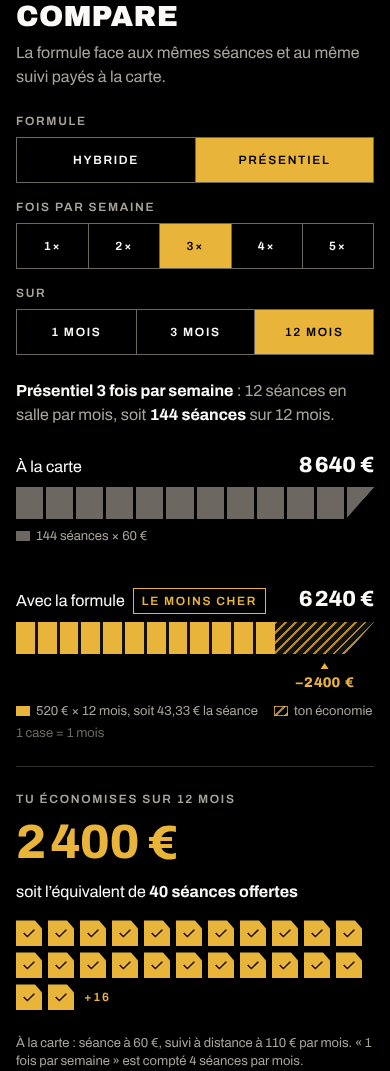 COMPARE
La formule face aux mêmes séances et au même
suivi payés à la carte.
FORMULE
HYBRIDE
PRÉSENTIEL
FOIS PAR SEMAINE
1×
2×
3×
4×
5×
SUR
1 MOIS
3 MOIS
12 MOIS
Présentiel 3 fois par semaine : 12 séances en
salle par mois, soit 144 séances sur 12 mois.
À la carte
8 640 €
144 séances × 60 €
Avec la formule
LE MOINS CHER
6 240 €
−2 400 €
520 € × 12 mois, soit 43,33 € la séance
ton économie
1 case = 1 mois
TU ÉCONOMISES SUR 12 MOIS
2 400 €
soit l’équivalent de 40 séances offertes
+16
À la carte : séance à 60 €, suivi à distance à 110 € par mois. « 1
fois par semaine » est compté 4 séances par mois.